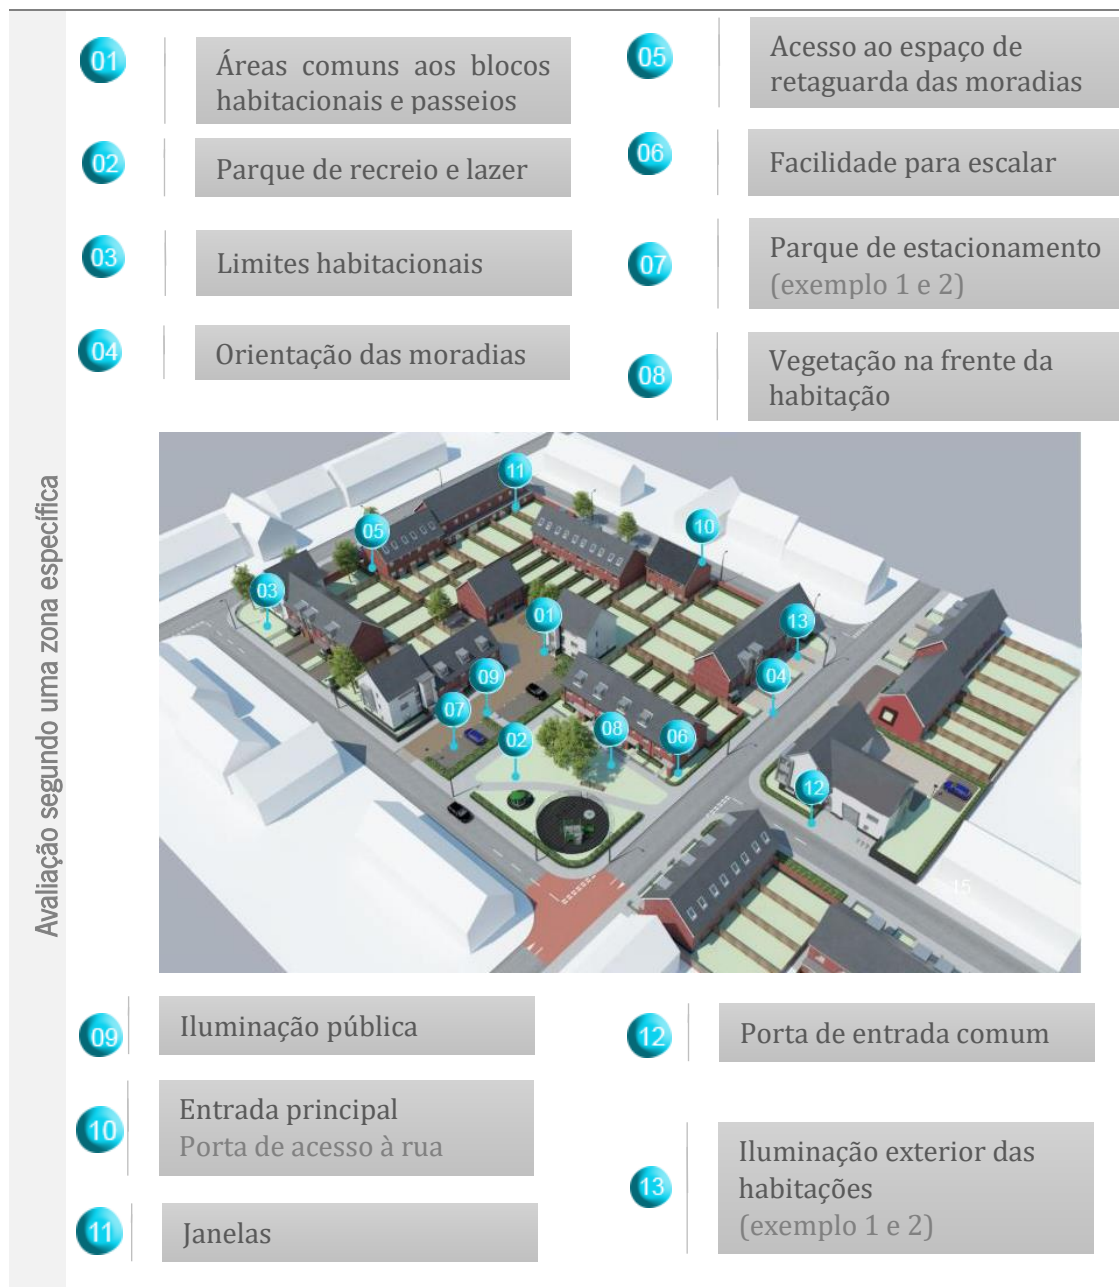 Avaliação segundo uma zona específica
01
Áreas comuns aos blocos
habitacionais e passeios
02
Parque de recreio e lazer
03
Limites habitacionais
04
Orientação das moradias
05
Acesso ao espaço de
retaguarda das moradias
06
Facilidade para escalar
07
Parque de estacionamento
(exemplo 1 e 2)
08
Vegetação na frente da
habitação
11
10
05
03
01
13
09
04
07
02
08
06
12
15
09
Iluminação pública
10
Entrada principal
Porta de acesso à rua
11
Janelas
12
Porta de entrada comum
13
Iluminação exterior das
habitações
(exemplo 1 e 2)